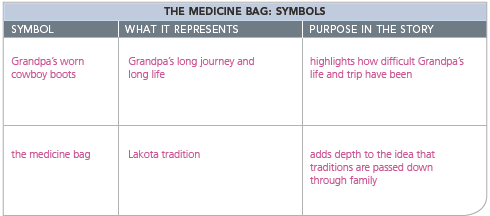 THE MEDICINE BAG: SYMBOLS
SYMBOL WHAT IT REPRESENTS PURPOSE IN THE STORY
Grandpa's worn
cowboy boots
Grandpa's long journey and
long life
highlights how difficult Grandpa's
life and trip have been
the medicine bag
Lakota tradition
adds depth to the idea that
traditions are passed down
through family